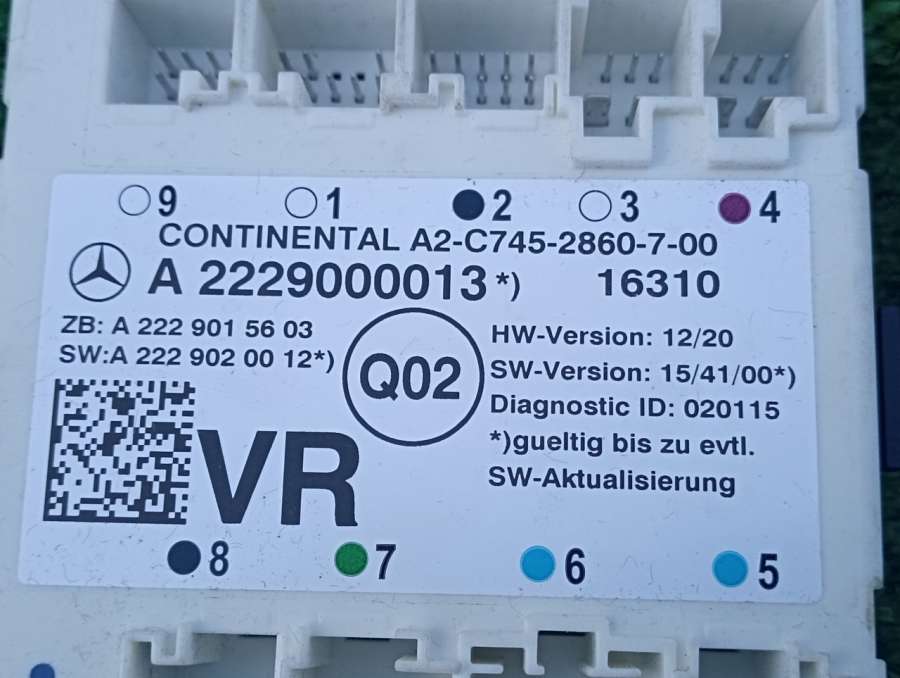 9 1 2 3 4
CONTINENTAL A2-C745-2860-7-00
A 2229000013*) 16310
ZB: A 222 901 56 03
SW:A 222 902 00 12*)
Q02
HW-Version: 12/20
SW-Version: 15/41/00*)
Diagnostic ID: 020115
*)gueltig bis zu evtl.
SW-Aktualisierung
VR
8 7 6 5